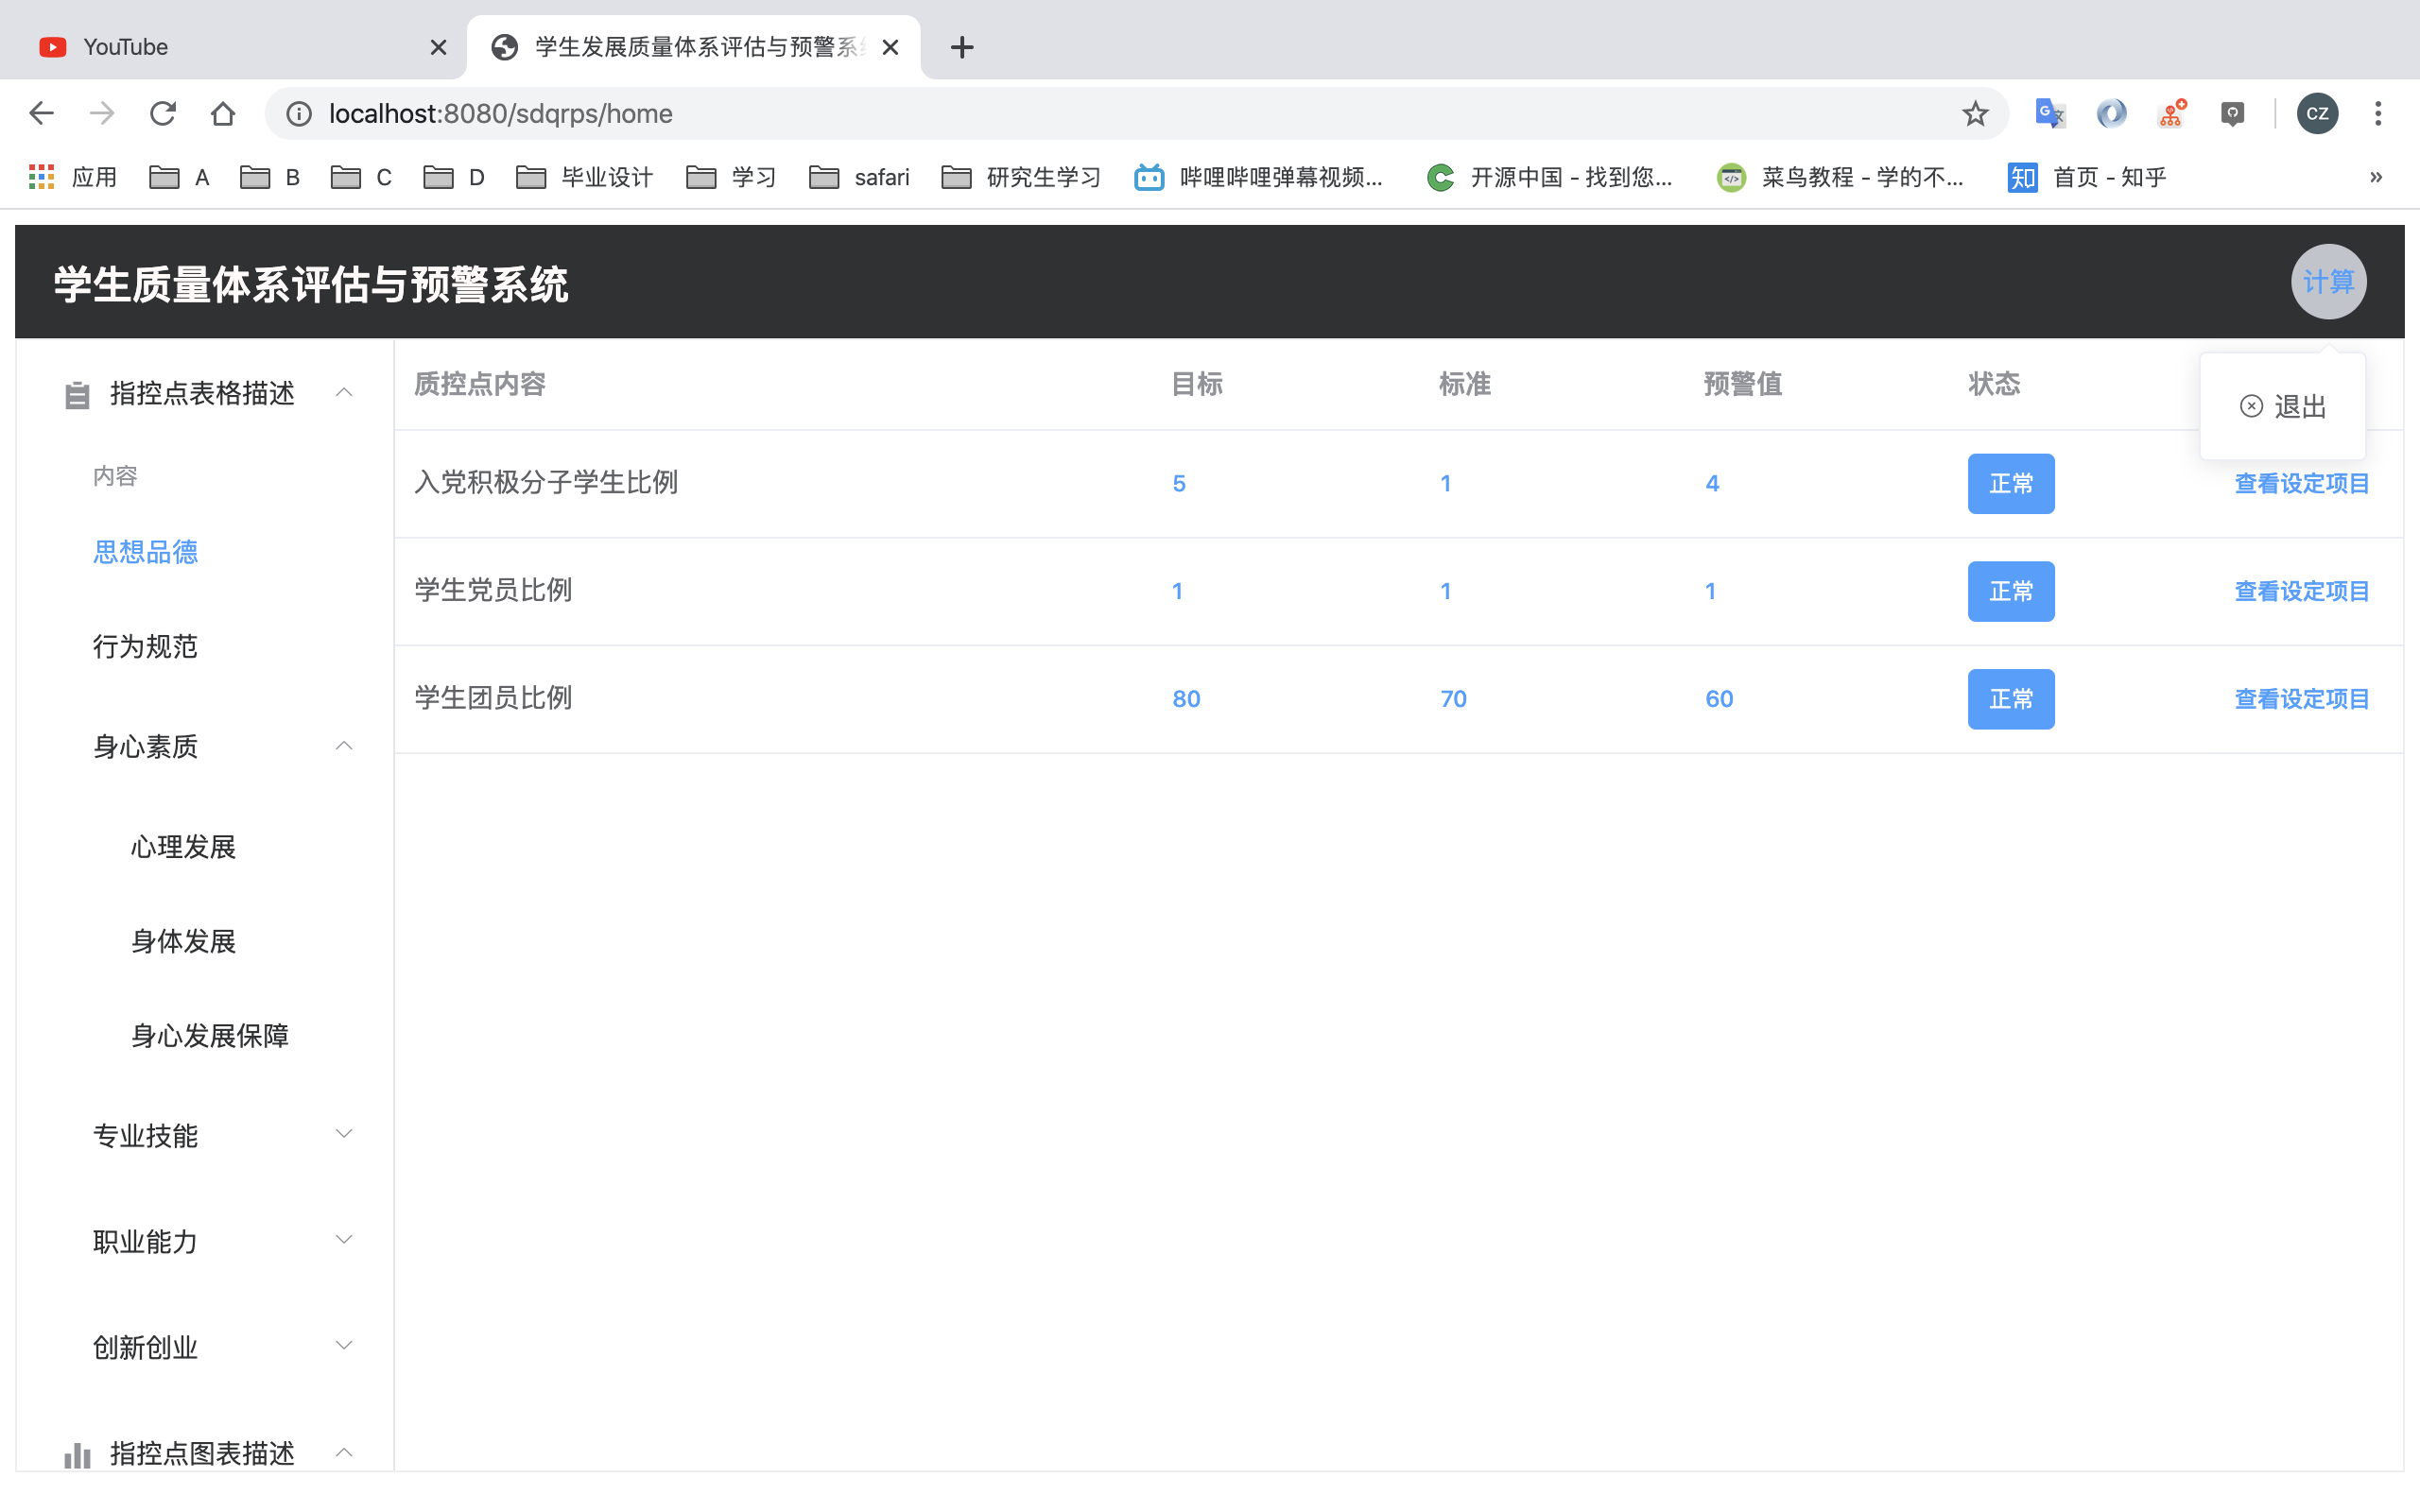 YouTube
学生发展质量体系评估与预警系
localhost:8080/sdqrps/home
CZ
应用
A
B
C
D
毕业设计
学习
safari
研究生学习
哔哩哔哩弹幕视频...
开源中国 - 找到您...
菜鸟教程 - 学的不...
知
首页 - 知乎
»
学生质量体系评估与预警系统
计算
退出
指控点表格描述
内容
思想品德
行为规范
身心素质
心理发展
身体发展
身心发展保障
专业技能
职业能力
创新创业
指控点图表描述
质控点内容 目标 标准 预警值 状态
入党积极分子学生比例 5 1 4 正常 查看设定项目
学生党员比例 1 1 1 正常 查看设定项目
学生团员比例 80 70 60 正常 查看设定项目